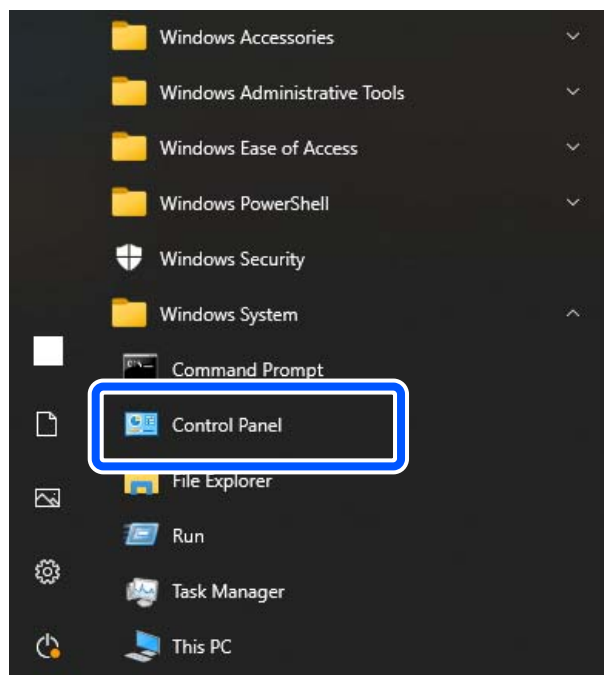 Windows Accessories
Windows Administrative Tools
Windows Ease of Access
Windows PowerShell
Windows Security
Windows System
Command Prompt
Control Panel
File Explorer
Run
Task Manager
This PC